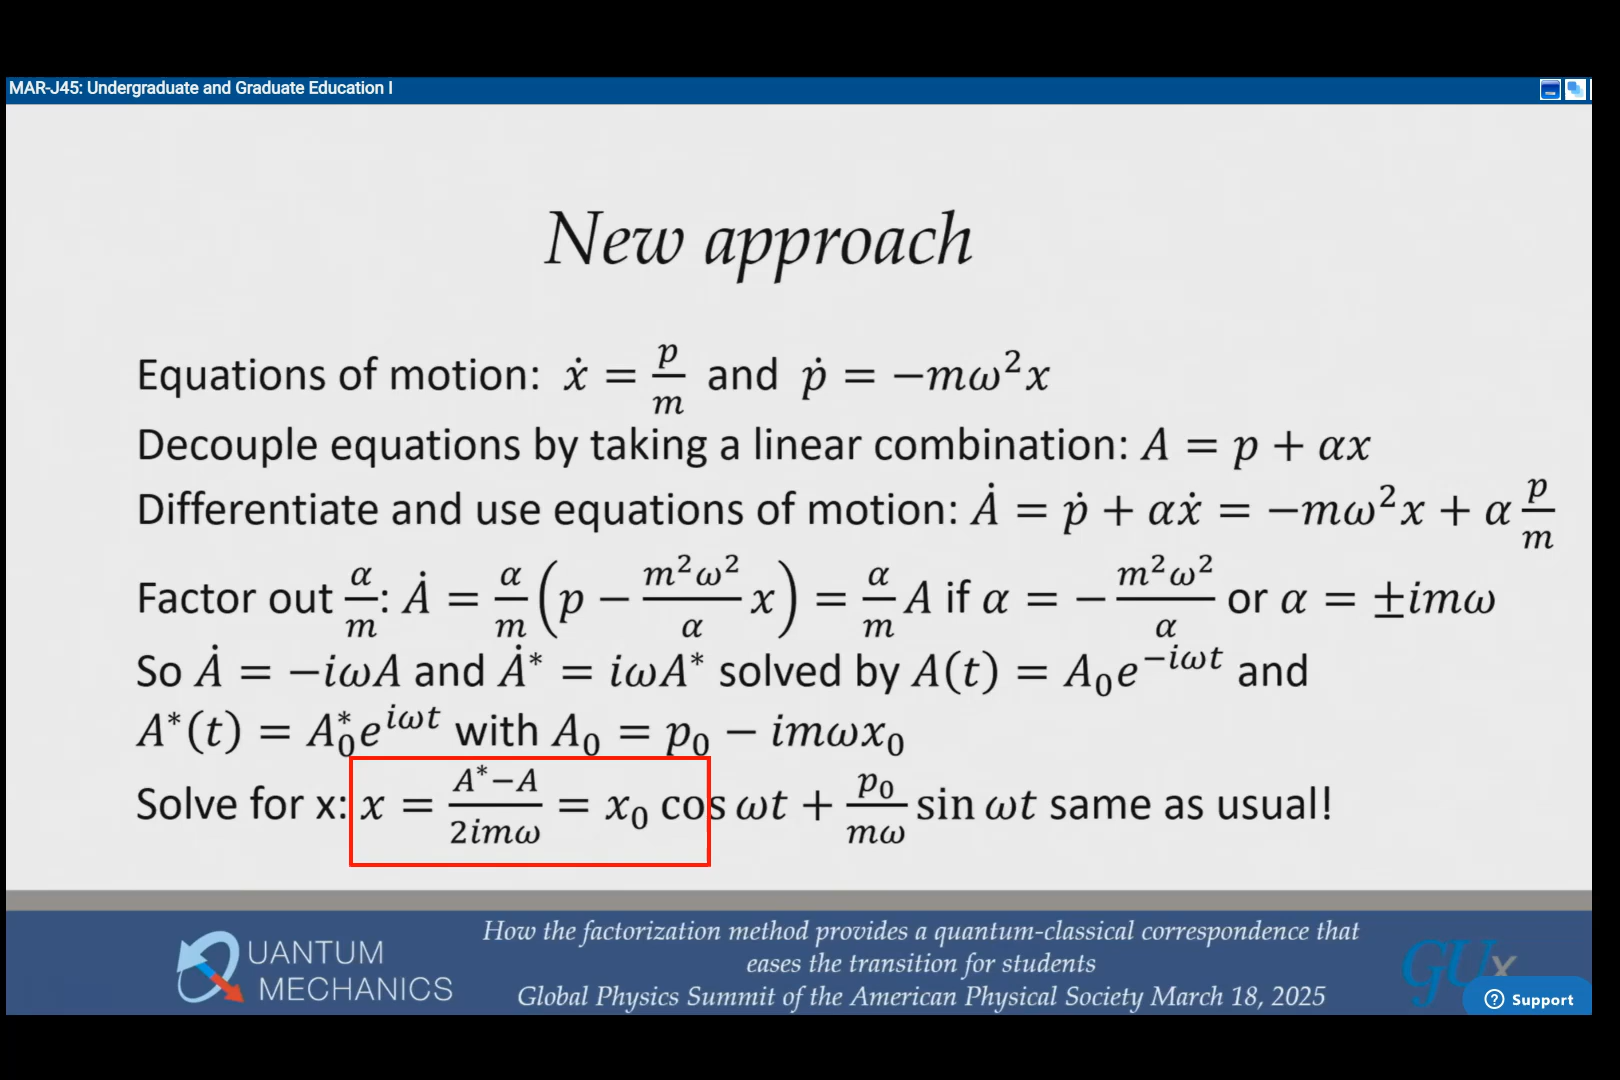 MAR-J45: Undergraduate and Graduate Education I
New approach
Equations of motion: ẋ = p/m and ṗ = −mω²x
Decouple equations by taking a linear combination: A = p + αx
Differentiate and use equations of motion: Ȧ = ṗ + αẋ = −mω²x + α p/m
Factor out α/m: Ȧ = α/m (p − m²ω²/α x) = α/m A if α = − m²ω²/α or α = ±imω
So Ȧ = −iωA and Ȧ* = iωA* solved by A(t) = A₀e^{−iωt} and
A*(t) = A₀*e^{iωt} with A₀ = p₀ − imωx₀
Solve for x: x = A*−A/2imω = x₀ cos ωt + p₀/mω sin ωt same as usual!
QUANTUM
MECHANICS
How the factorization method provides a quantum-classical correspondence that
eases the transition for students
Global Physics Summit of the American Physical Society March 18, 2025
GUx
? Support